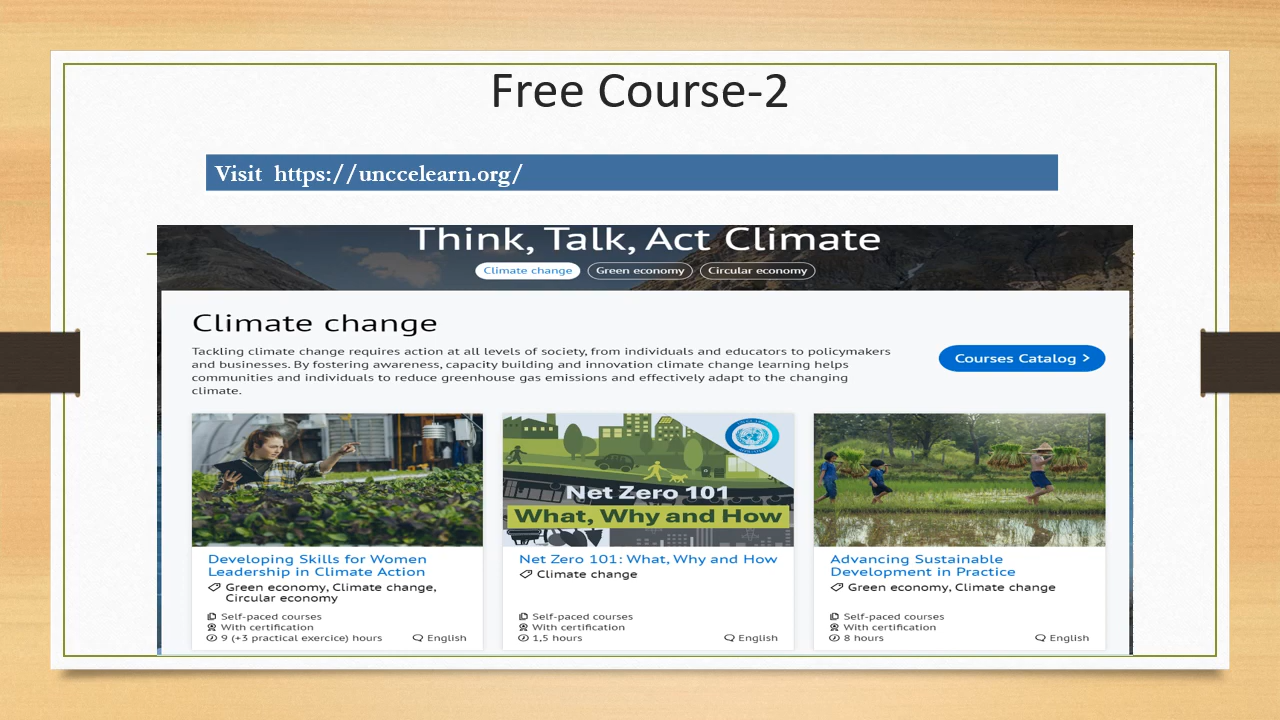 Free Course-2
Visit  https://unccelearn.org/
Think, Talk, Act Climate
Climate change
Green economy
Circular economy
Climate change
Tackling climate change requires action at all levels of society, from individuals and educators to policymakers
and businesses. By fostering awareness, capacity building and innovation climate change learning helps
communities and individuals to reduce greenhouse gas emissions and effectively adapt to the changing
climate.
Courses Catalog >
Net Zero 101
What, Why and How
Developing Skills for Women
Leadership in Climate Action
Green economy, Climate change,
Circular economy
Self-paced courses
With certification
9 (+3 practical exercice) hours
English
Net Zero 101: What, Why and How
Climate change
Self-paced courses
With certification
1,5 hours
English
Advancing Sustainable
Development in Practice
Green economy, Climate change
Self-paced courses
With certification
8 hours
English